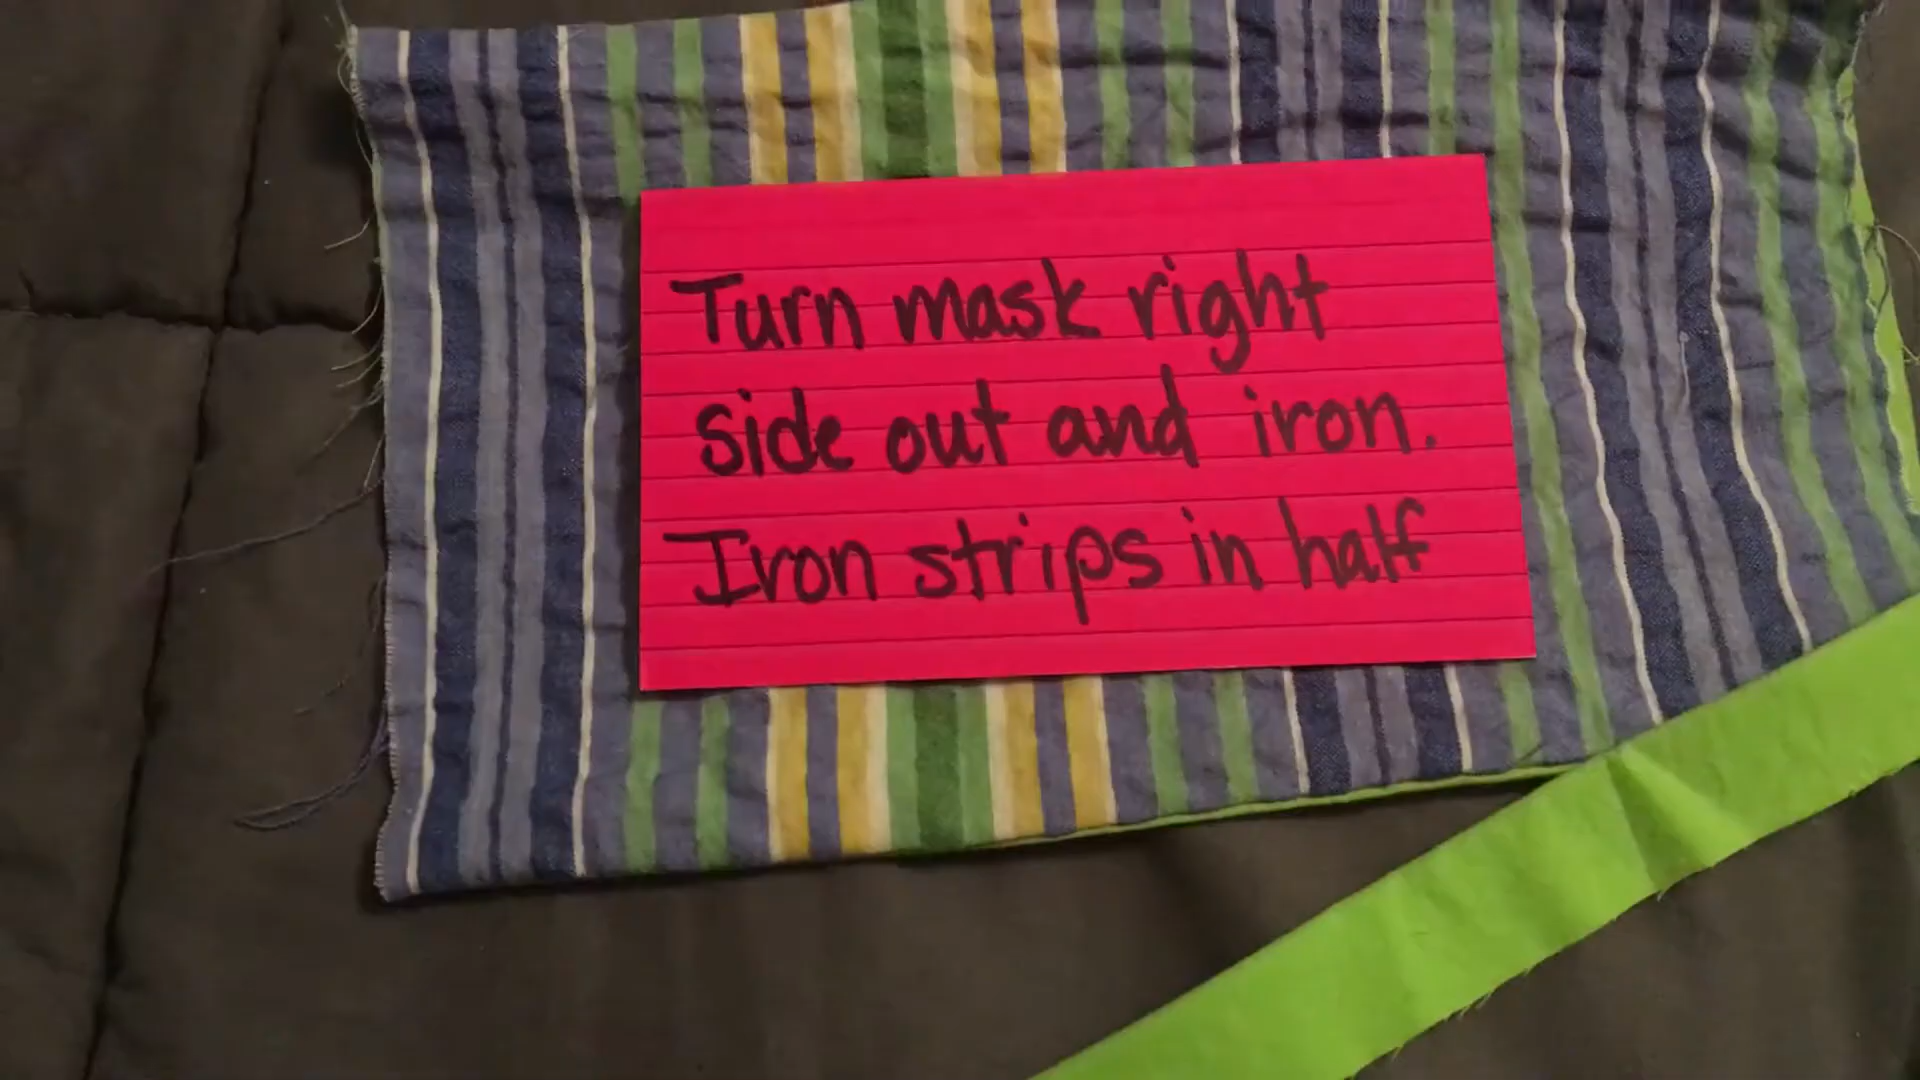 Turn mask right
side out and iron.
Iron strips in half